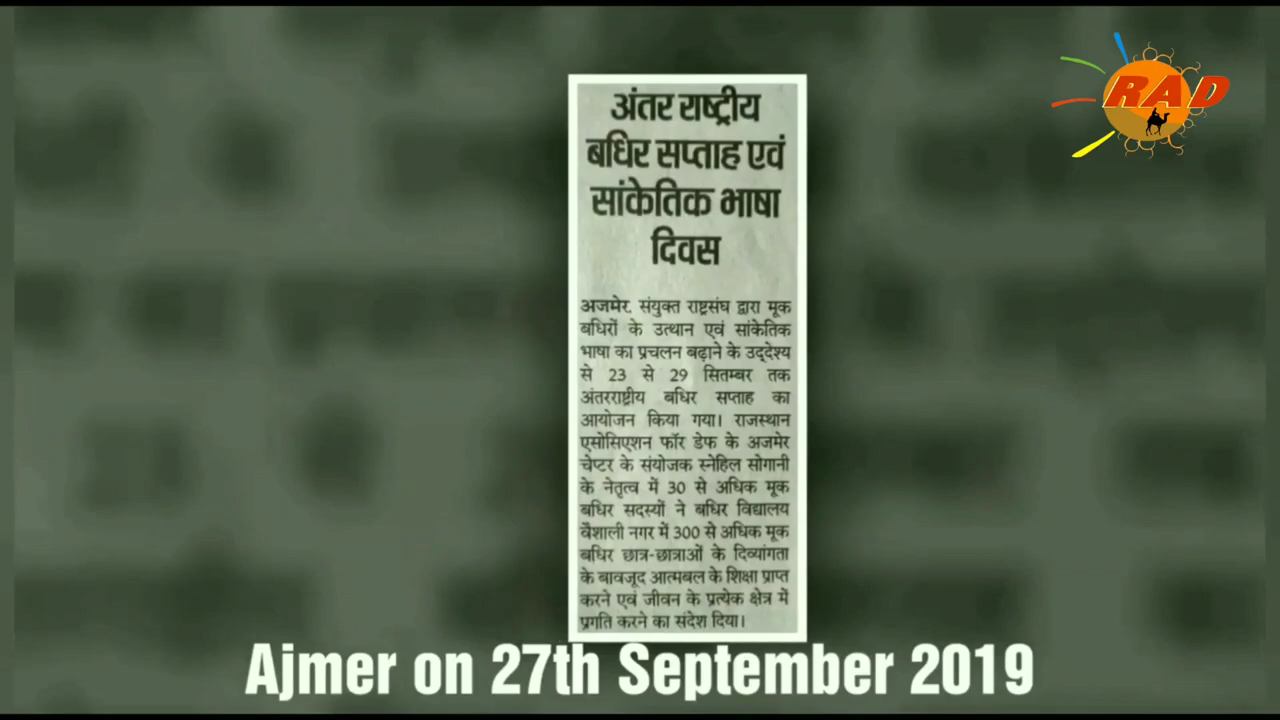 RAD
अंतर राष्ट्रीय
बधिर सप्ताह एवं
सांकेतिक भाषा
दिवस
अजमेर. संयुक्त राष्ट्रसंघ द्वारा मूक
बधिरों के उत्थान एवं सांकेतिक
भाषा का प्रचलन बढ़ाने के उद्देश्य
से 23 से 29 सितम्बर तक
अंतरराष्ट्रीय बधिर सप्ताह का
आयोजन किया गया। राजस्थान
एसोसिएशन फॉर डेफ के अजमेर
चेप्टर के संयोजक स्नेहिल सोगानी
के नेतृत्व में 30 से अधिक मूक
बधिर सदस्यों ने बधिर विद्यालय
वैशाली नगर में 300 से अधिक मूक
बधिर छात्र-छात्राओं के दिव्यांगता
के बावजूद आत्मबल के शिक्षा प्राप्त
करने एवं जीवन के प्रत्येक क्षेत्र में
प्रगति करने का संदेश दिया।
Ajmer on 27th September 2019